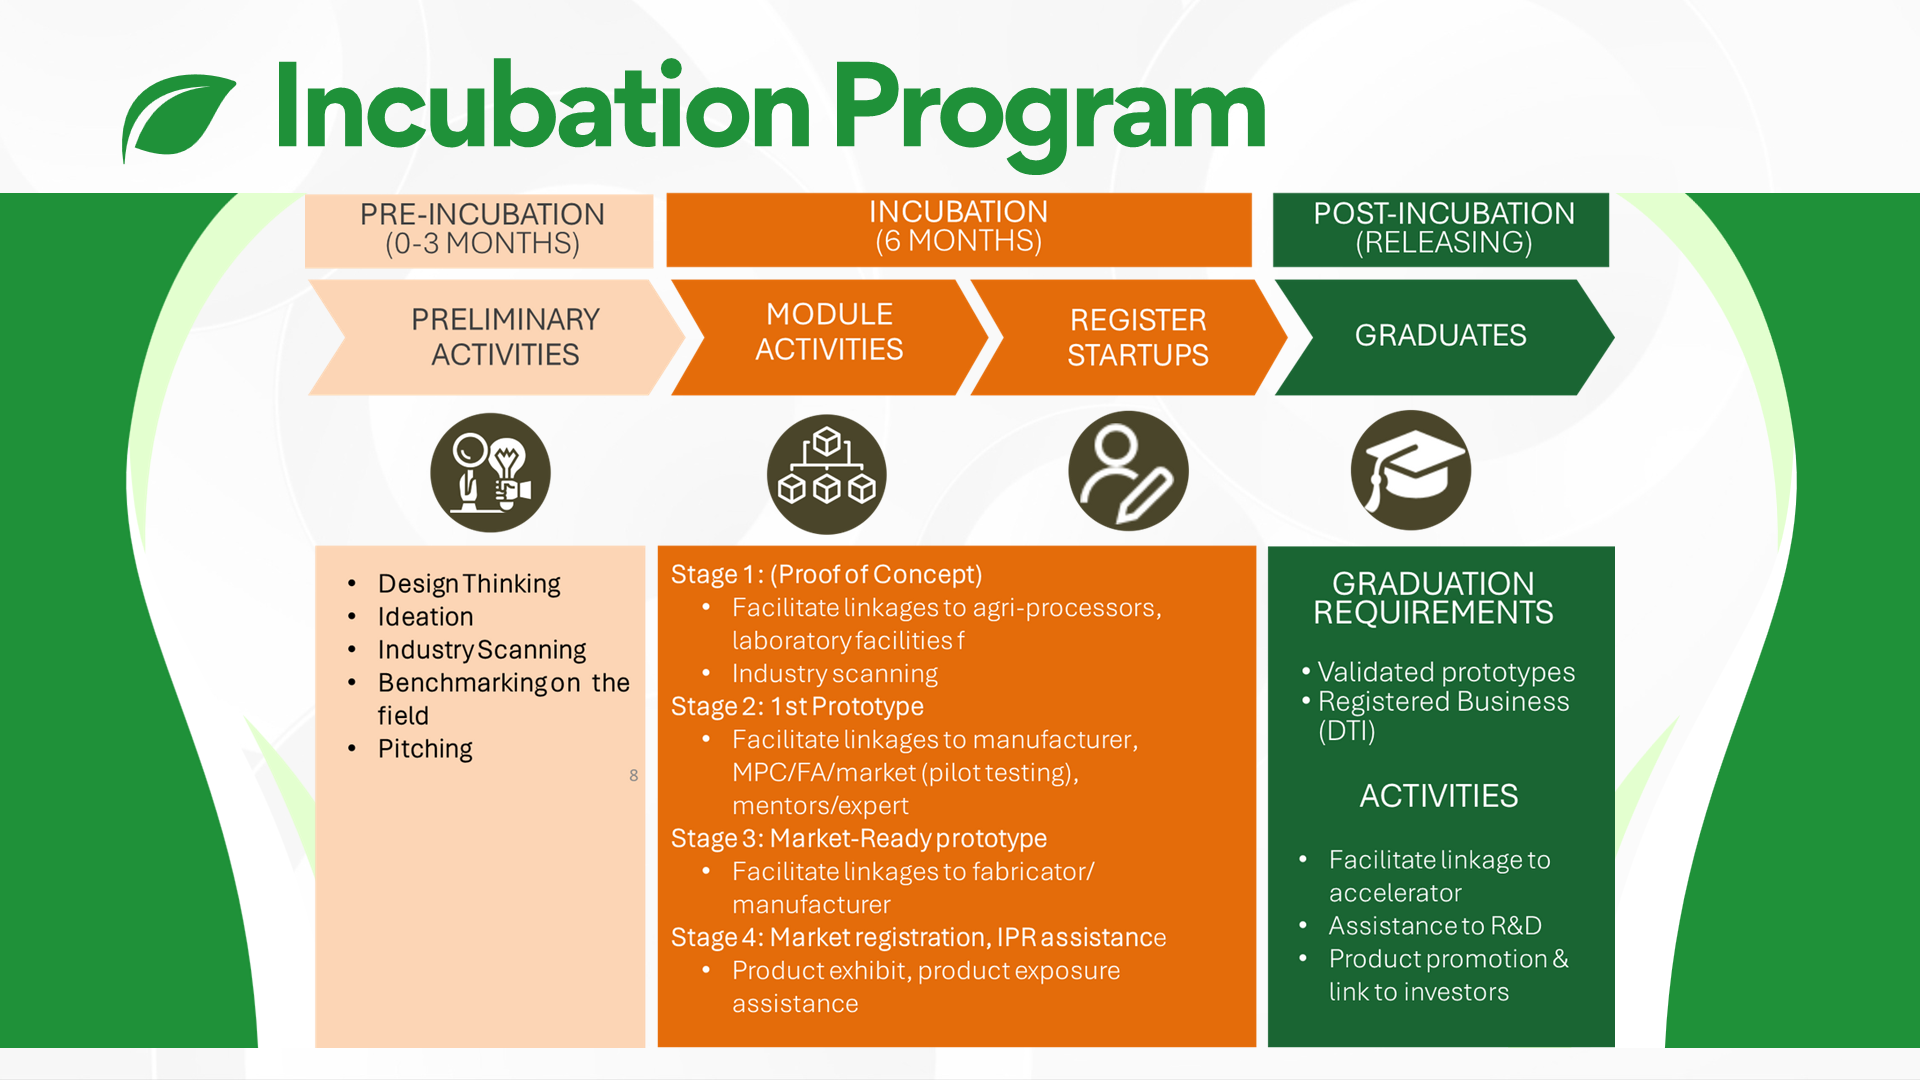 Incubation Program
PRE-INCUBATION
(0-3 MONTHS)
INCUBATION
(6 MONTHS)
POST-INCUBATION
(RELEASING)
PRELIMINARY
ACTIVITIES
MODULE
ACTIVITIES
REGISTER
STARTUPS
GRADUATES
• Design Thinking
• Ideation
• Industry Scanning
• Benchmarking on the
field
• Pitching
8
Stage 1: (Proof of Concept)
• Facilitate linkages to agri-processors,
laboratory facilities f
• Industry scanning
Stage 2: 1st Prototype
• Facilitate linkages to manufacturer,
MPC/FA/market (pilot testing),
mentors/expert
Stage 3: Market-Ready prototype
• Facilitate linkages to fabricator/
manufacturer
Stage 4: Market registration, IPR assistance
• Product exhibit, product exposure
assistance
GRADUATION
REQUIREMENTS
• Validated prototypes
• Registered Business
(DTI)
ACTIVITIES
• Facilitate linkage to
accelerator
• Assistance to R&D
• Product promotion &
link to investors